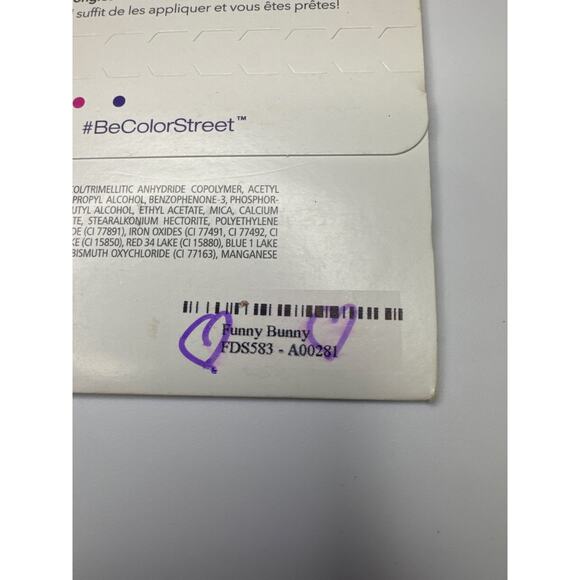 suffit de les appliquer et vous êtes prêtes!
#BeColorStreet™
/TRIMELLITIC ANHYDRIDE COPOLYMER, ACETYL
PROPYL ALCOHOL, BENZOPHENONE-3, PHOSPHOR-
UTYL ALCOHOL, ETHYL ACETATE, MICA, CALCIUM
TE, STEARALKONIUM HECTORITE, POLYETHYLENE
DE (CI 77891), IRON OXIDES (CI 77491, 77492, CI
KE (CI 15850), RED 34 LAKE (CI 15880), BLUE 1 LAKE
BISMUTH OXYCHLORIDE (CI 77163), MANGANESE
Funny Bunny
FDS583 - A00281